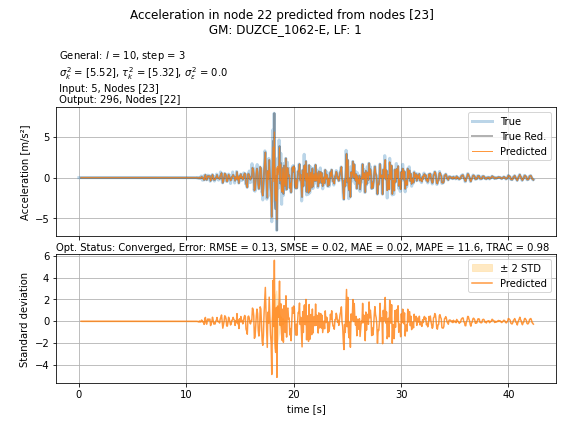 Acceleration in node 22 predicted from nodes [23]
GM: DUZCE_1062-E, LF: 1
General: l = 10, step = 3
σ²ₖ = [5.52], τ²ₖ = [5.32], σ²ε = 0.0
Input: 5, Nodes [23]
Output: 296, Nodes [22]
True
True Red.
Predicted
Acceleration [m/s²]
5
0
−5
Opt. Status: Converged, Error: RMSE = 0.13, SMSE = 0.02, MAE = 0.02, MAPE = 11.6, TRAC = 0.98
± 2 STD
Predicted
Standard deviation
6
4
2
0
−2
−4
0 10 20 30 40
time [s]